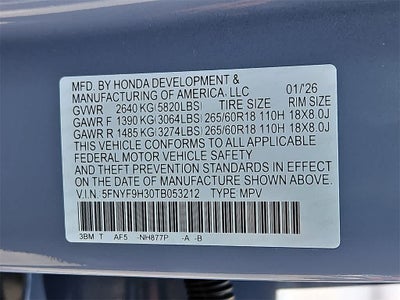 MFD. BY HONDA DEVELOPMENT &
MANUFACTURING OF AMERICA, LLC 01/26
GVWR 2640 KG (5820LBS) TIRE SIZE RIM SIZE
GAWR F 1390 KG (3064LBS) 265/60R18 110H 18X8.0J
GAWR R 1485 KG (3274LBS) 265/60R18 110H 18X8.0J
THIS VEHICLE CONFORMS TO ALL APPLICABLE
FEDERAL MOTOR VEHICLE SAFETY STANDARDS IN EFFECT
ON THE DATE OF MANUFACTURE SHOWN ABOVE.
V.I.N. 5FNYF9H30TB053212 TYPE MPV
3BM T AF5 -NH877P -A -B